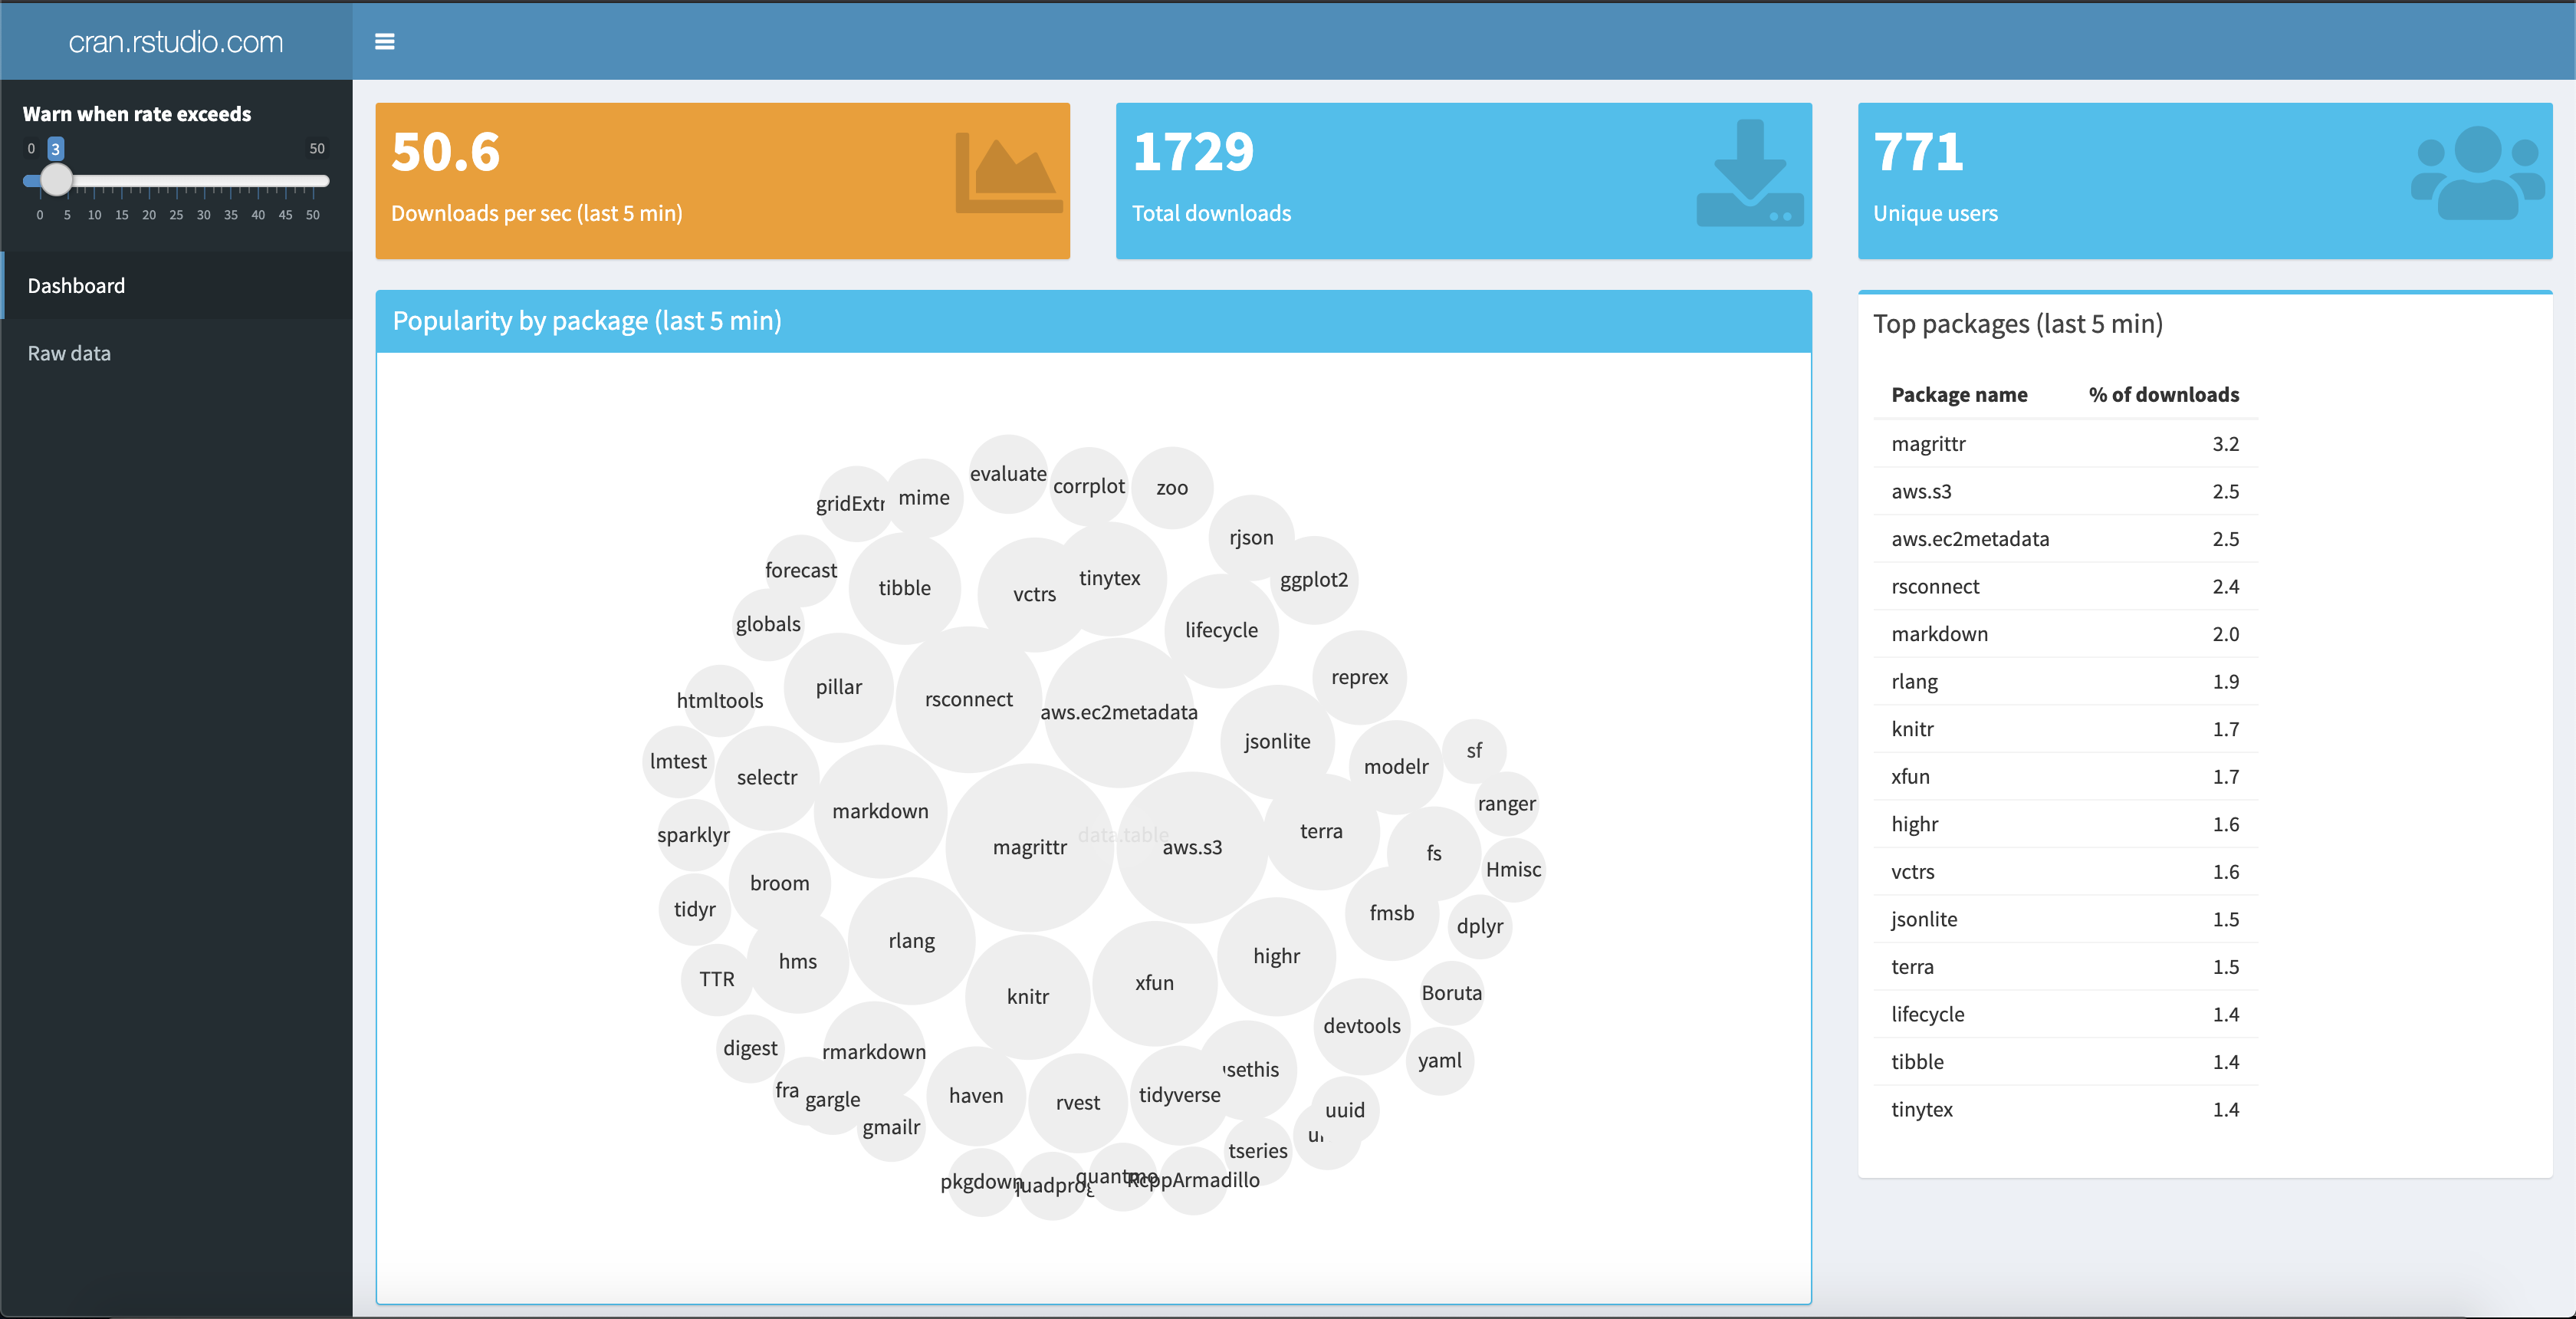 cran.rstudio.com
Warn when rate exceeds
0 3 50
0 5 10 15 20 25 30 35 40 45 50
Dashboard
Raw data
50.6
Downloads per sec (last 5 min)
1729
Total downloads
771
Unique users
Popularity by package (last 5 min)
evaluate
corrplot
zoo
gridExtr
mime
rjson
forecast
tibble
vctrs
tinytex
ggplot2
globals
lifecycle
htmltools
pillar
rsconnect
aws.ec2metadata
reprex
lmtest
selectr
jsonlite
modelr
sf
sparklyr
markdown
magrittr
data.table
aws.s3
terra
ranger
fs
Hmisc
tidyr
broom
rlang
highr
fmsb
dplyr
TTR
hms
knitr
xfun
Boruta
digest
rmarkdown
devtools
yaml
fra
gargle
gmailr
haven
rvest
tidyverse
sethis
uuid
tseries
pkgdown
uadprog
quantmo
RcppArmadillo
Top packages (last 5 min)
Package name % of downloads
magrittr 3.2
aws.s3 2.5
aws.ec2metadata 2.5
rsconnect 2.4
markdown 2.0
rlang 1.9
knitr 1.7
xfun 1.7
highr 1.6
vctrs 1.6
jsonlite 1.5
terra 1.5
lifecycle 1.4
tibble 1.4
tinytex 1.4